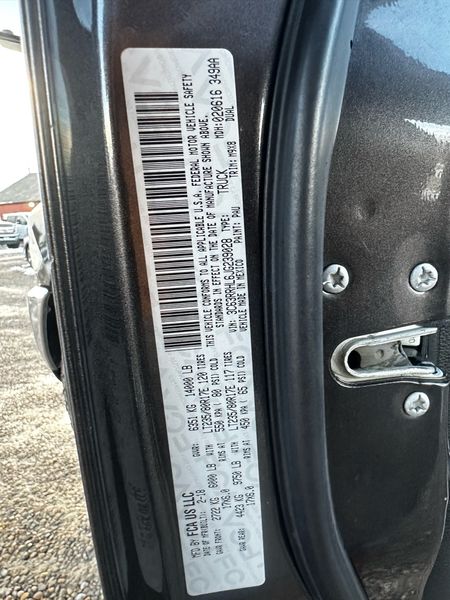 MFD BY: FCA US LLC
DATE OF MFR(BUILT): 2-18 GVWR: 6351 KG 14000 LB
GAWR FRONT: 2722 KG 6000 LB LT235/80R17E 120 TIRES
17X6.0 RIMS AT 550 KPA ( 80 PSI) COLD
GAWR REAR: 4423 KG 9750 LB LT235/80R17E 117 TIRES
17X6.0 RIMS AT 450 KPA ( 65 PSI) COLD
THIS VEHICLE CONFORMS TO ALL APPLICABLE U.S.A. FEDERAL MOTOR VEHICLE SAFETY
STANDARDS IN EFFECT ON THE DATE OF MANUFACTURE SHOWN ABOVE.
VIN: 3C63RRHL6JG239028 TYPE: TRUCK MDH:020616 349AA
VEHICLE MADE IN MEXICO PAINT: PAU TRIM: M9X8 DUAL